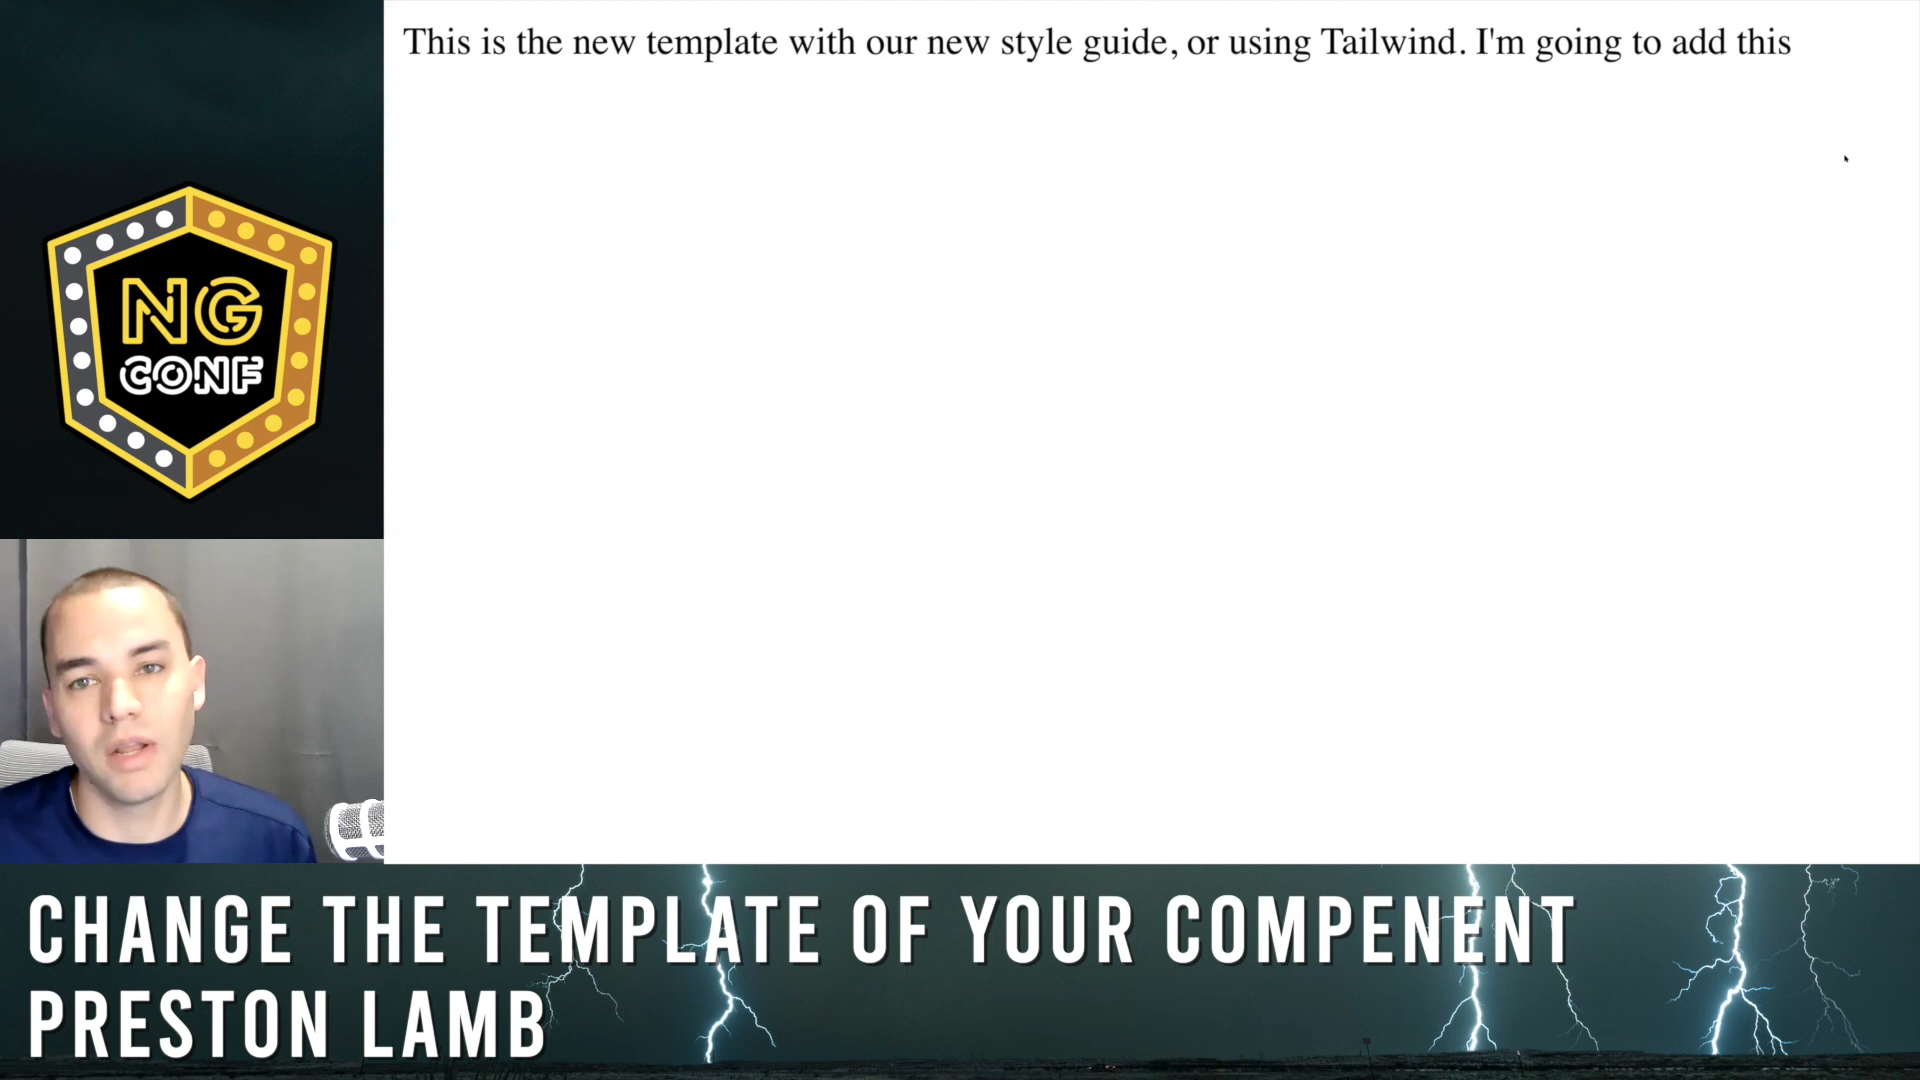 This is the new template with our new style guide, or using Tailwind. I'm going to add this
NG
CONF
CHANGE THE TEMPLATE OF YOUR COMPENENT
PRESTON LAMB